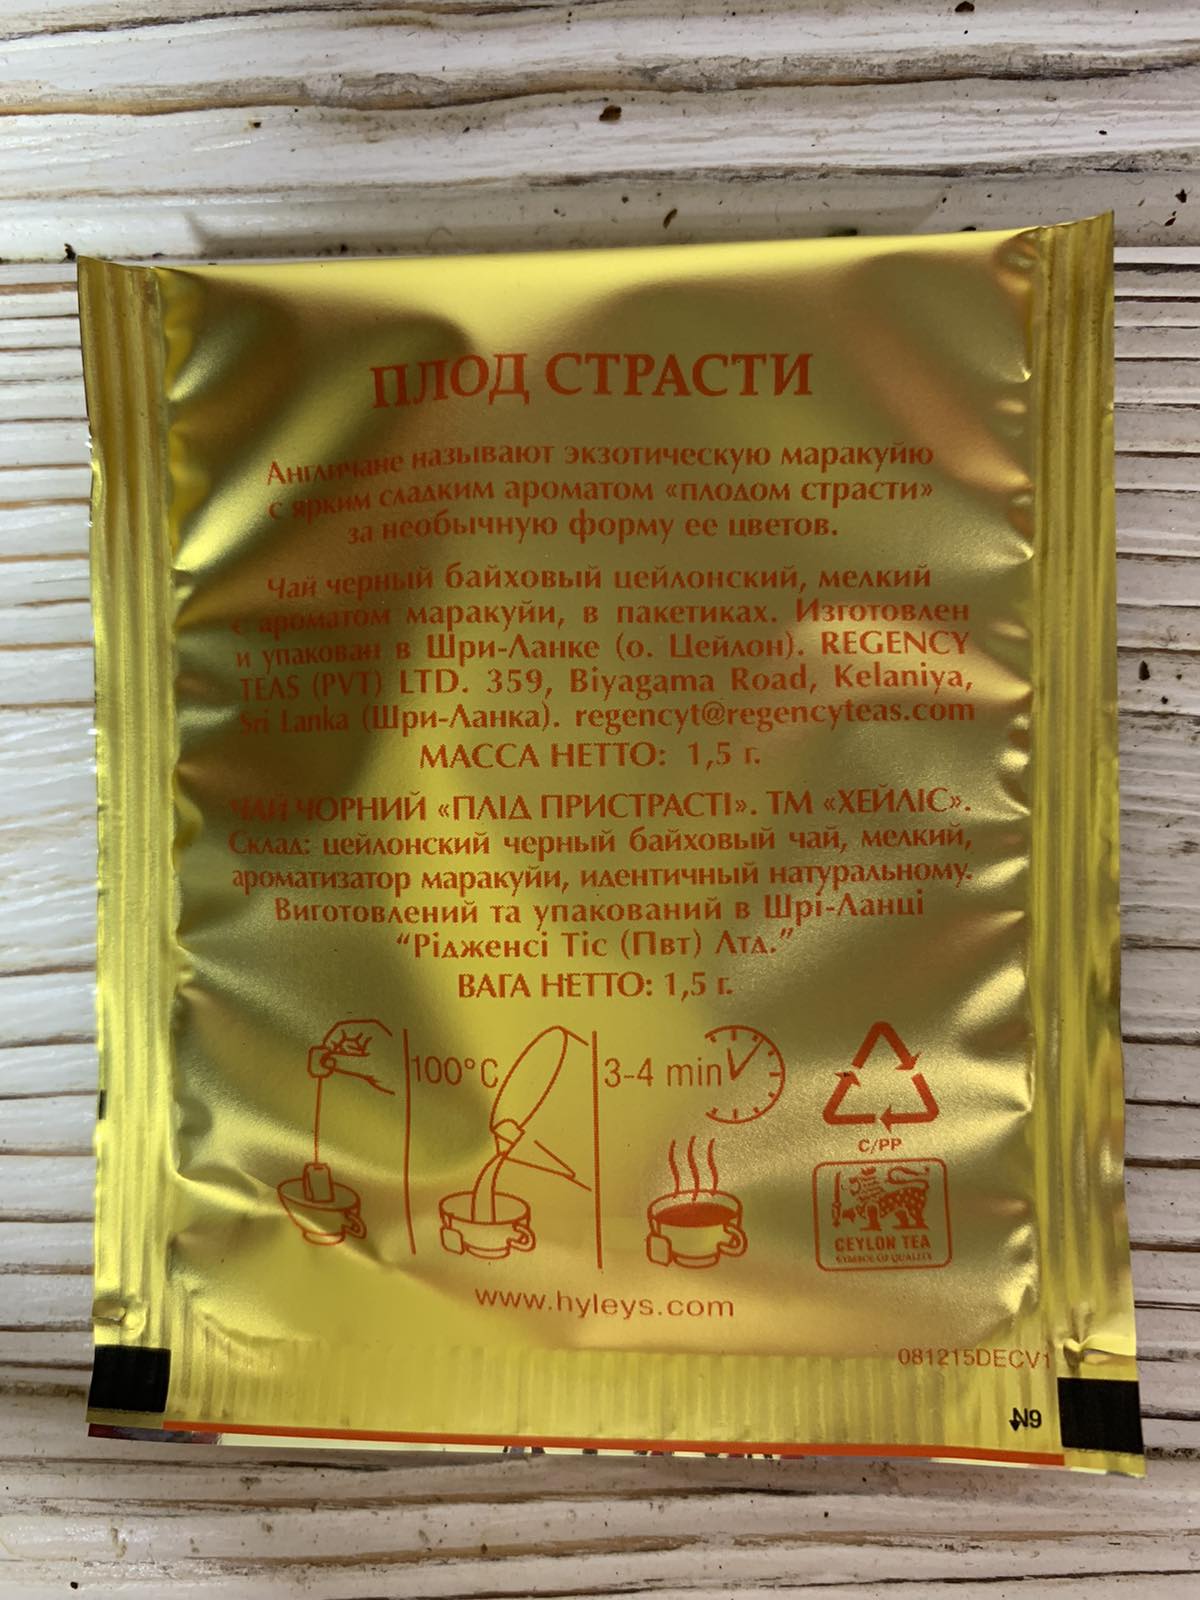 ПЛОД СТРАСТИ
Англичане называют экзотическую маракуйю
с ярким сладким ароматом «плодом страсти»
за необычную форму ее цветов.
Чай черный байховый цейлонский, мелкий
с ароматом маракуйи, в пакетиках. Изготовлен
и упакован в Шри-Ланке (о. Цейлон). REGENCY
TEAS (PVT) LTD. 359, Biyagama Road, Kelaniya,
Sri Lanka (Шри-Ланка). regencyt@regencyteas.com
МАССА НЕТТО: 1,5 г.
ЧАЙ ЧОРНИЙ «ПЛІД ПРИСТРАСТІ». ТМ «ХЕЙЛІС».
Склад: цейлонский черный байховый чай, мелкий,
ароматизатор маракуйи, идентичный натуральному.
Виготовлений та упакований в Шрі-Ланці
“Рідженсі Тіс (Пвт) Лтд.”
ВАГА НЕТТО: 1,5 г.
100°C
3-4 min
C/PP
CEYLON TEA
SYMBOL OF QUALITY
www.hyleys.com
081215DECV1
N9